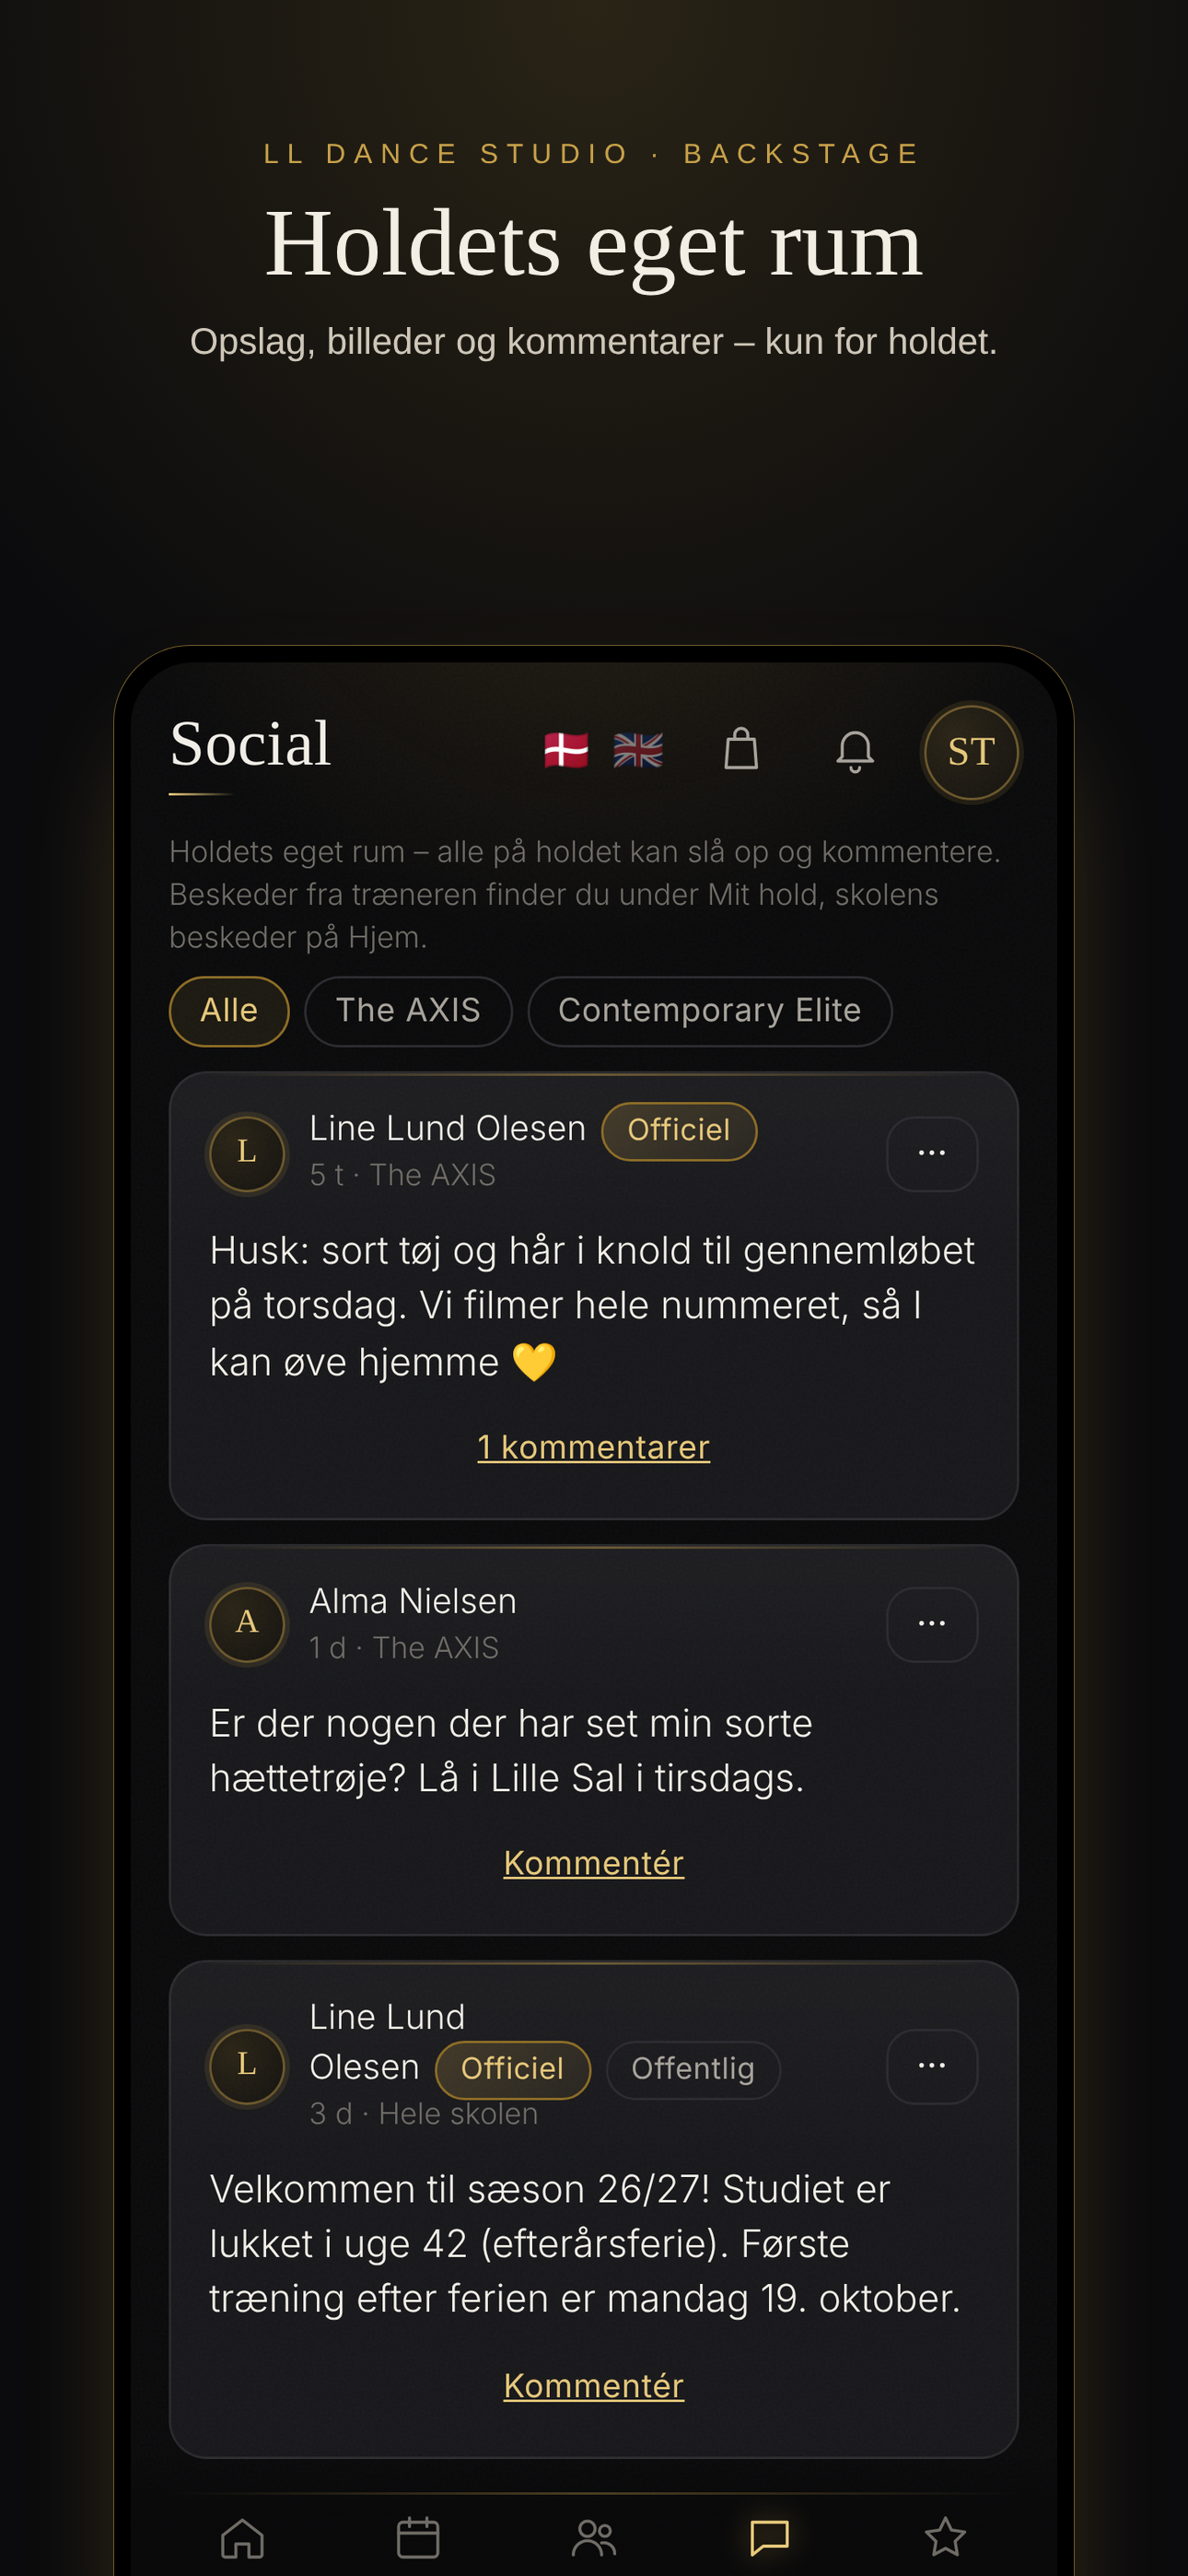 LL DANCE STUDIO · BACKSTAGE
Holdets eget rum
Opslag, billeder og kommentarer – kun for holdet.
Social
ST
Holdets eget rum – alle på holdet kan slå op og kommentere.
Beskeder fra træneren finder du under Mit hold, skolens
beskeder på Hjem.
Alle The AXIS Contemporary Elite
L Line Lund Olesen Officiel ...
5 t · The AXIS
Husk: sort tøj og hår i knold til gennemløbet
på torsdag. Vi filmer hele nummeret, så I
kan øve hjemme 💛
1 kommentarer
A Alma Nielsen ...
1 d · The AXIS
Er der nogen der har set min sorte
hættetrøje? Lå i Lille Sal i tirsdags.
Kommentér
Line Lund
L Olesen Officiel Offentlig ...
3 d · Hele skolen
Velkommen til sæson 26/27! Studiet er
lukket i uge 42 (efterårsferie). Første
træning efter ferien er mandag 19. oktober.
Kommentér